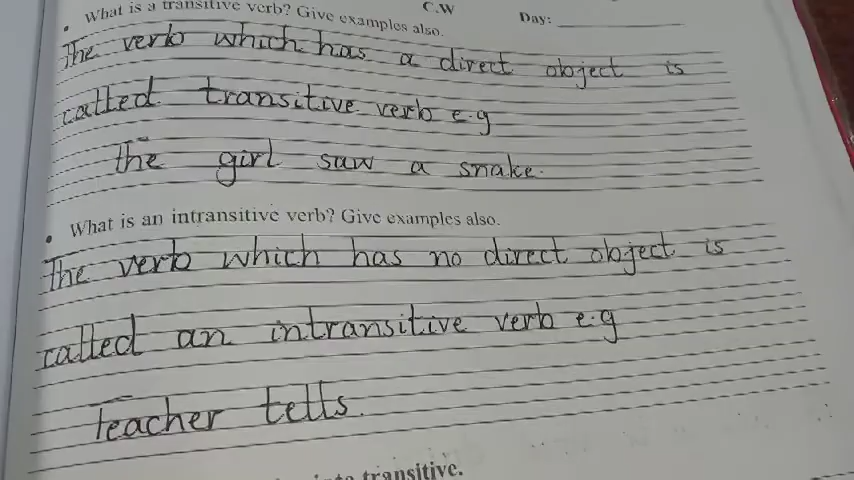 C.W
Day:
• What is a transitive verb? Give examples also.
The verb which has a direct object is
called transitive verb e.g
the girl saw a snake.
• What is an intransitive verb? Give examples also.
The verb which has no direct object is
called an intransitive verb e.g
teacher tells.
into transitive.